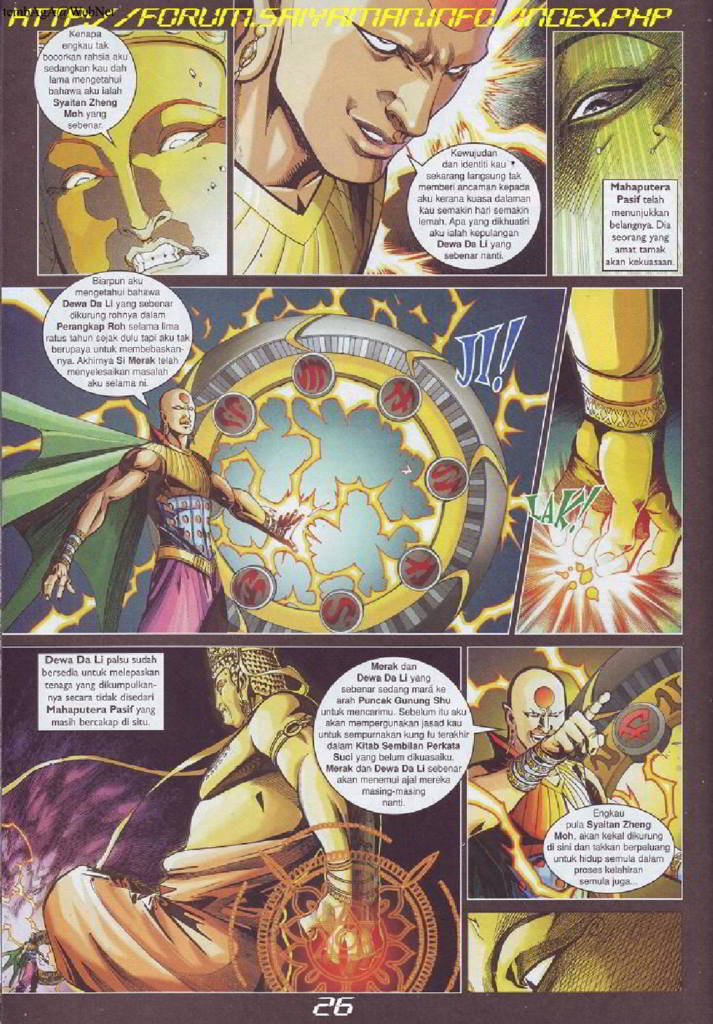 HTTP://FORUM.SAIYAMAN.INFO/INDEX.PHP
Kenapa
engkau tak
bocorkan rahsia aku
sedangkan kau dah
lama mengetahui
bahawa aku ialah
Syaitan Zheng
Moh yang
sebenar.
Kewujudan
dan identiti kau
sekarang langsung tak
memberi ancaman kepada
aku kerana kuasa dalaman
kau semakin hari semakin
lemah. Apa yang dikhuatiri
aku ialah kepulangan
Dewa Da Li yang
sebenar nanti.
Mahaputera
Pasif telah
menunjukkan
belangnya. Dia
seorang yang
amat tamak
akan kekuasaan.
Biarpun aku
mengetahui bahawa
Dewa Da Li yang sebenar
dikurung rohnya dalam
Perangkap Roh selama lima
ratus tahun sejak dulu tapi aku tak
berupaya untuk membebaskan-
nya. Akhirnya Si Merak telah
menyelesaikan masalah
aku selama ni.
JI!
LAK!
Dewa Da Li palsu sudah
bersedia untuk melepaskan
tenaga yang dikumpulkan-
nya secara tidak disedari
Mahaputera Pasif yang
masih bercakap di situ.
Merak dan
Dewa Da Li yang
sebenar sedang mara ke
arah Puncak Gunung Shu
untuk mencarimu. Sebelum itu aku
akan mempergunakan jasad kau
untuk sempurnakan kung fu terakhir
dalam Kitab Sembilan Perkata
Suci yang belum dikuasaiku.
Merak dan Dewa Da Li sebenar
akan menemui ajal mereka
masing-masing
nanti.
Engkau
pula Syaitan Zheng
Moh, akan kekal dikurung
di sini dan takkan berpaluang
untuk hidup semula dalam
proses kelahiran
semula juga...
26